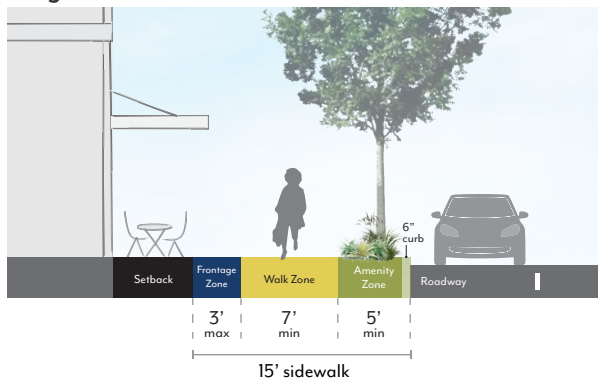 6"
curb
Setback
Frontage
Zone
Walk Zone
Amenity
Zone
Roadway
3'
max
7'
min
5'
min
15' sidewalk